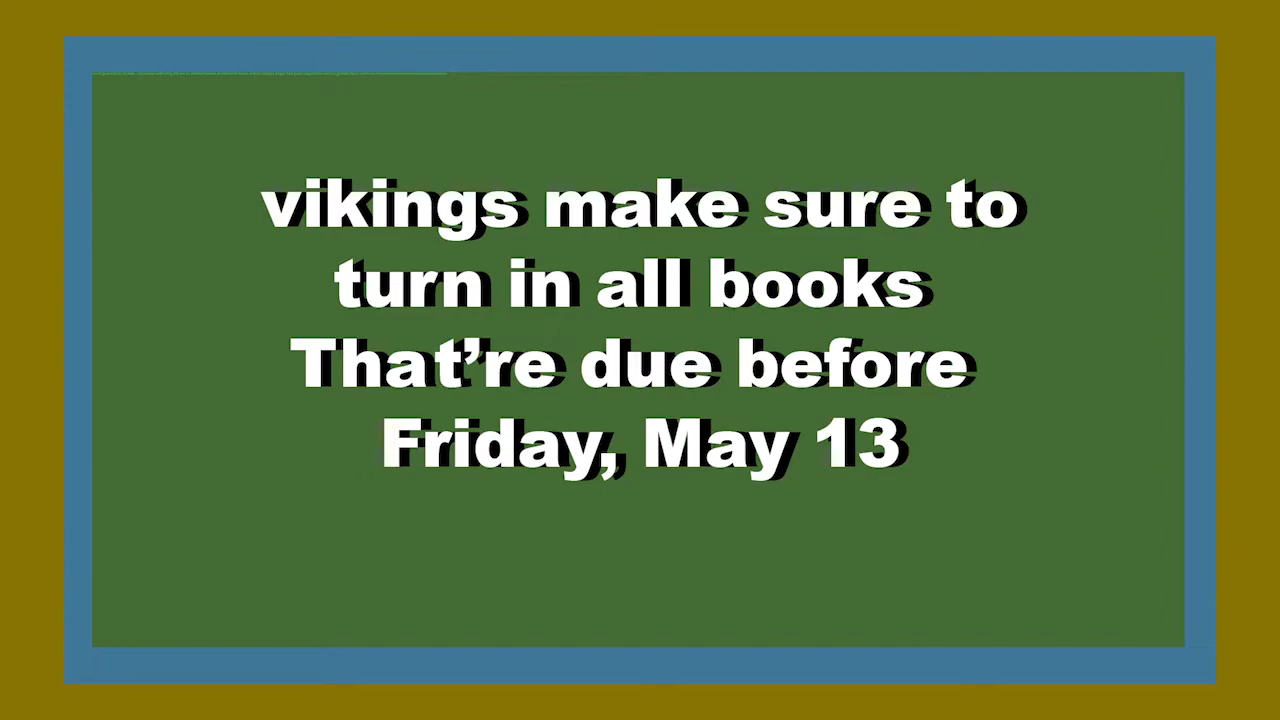 vikings make sure to
turn in all books
That’re due before
Friday, May 13